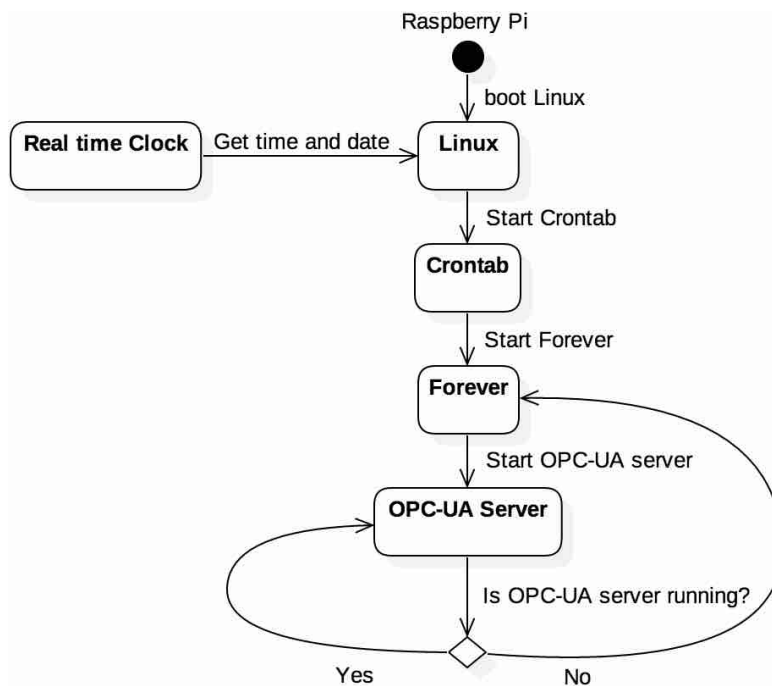 Raspberry Pi
boot Linux
Real time Clock
Get time and date
Linux
Start Crontab
Crontab
Start Forever
Forever
Start OPC-UA server
OPC-UA Server
Is OPC-UA server running?
Yes
No